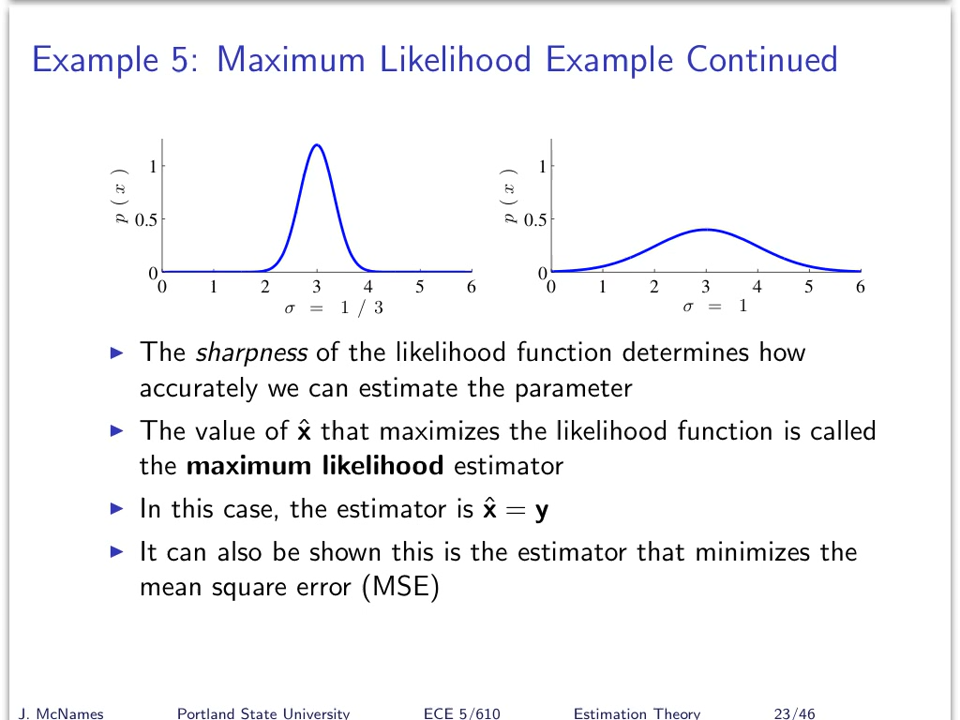 Example 5: Maximum Likelihood Example Continued
1
0.5
0
p ( x )
0 1 2 3 4 5 6
σ = 1 / 3
1
0.5
0
p ( x )
0 1 2 3 4 5 6
σ = 1
▶ The sharpness of the likelihood function determines how
accurately we can estimate the parameter
▶ The value of x̂ that maximizes the likelihood function is called
the maximum likelihood estimator
▶ In this case, the estimator is x̂ = y
▶ It can also be shown this is the estimator that minimizes the
mean square error (MSE)
J. McNames Portland State University ECE 5/610 Estimation Theory 23/46